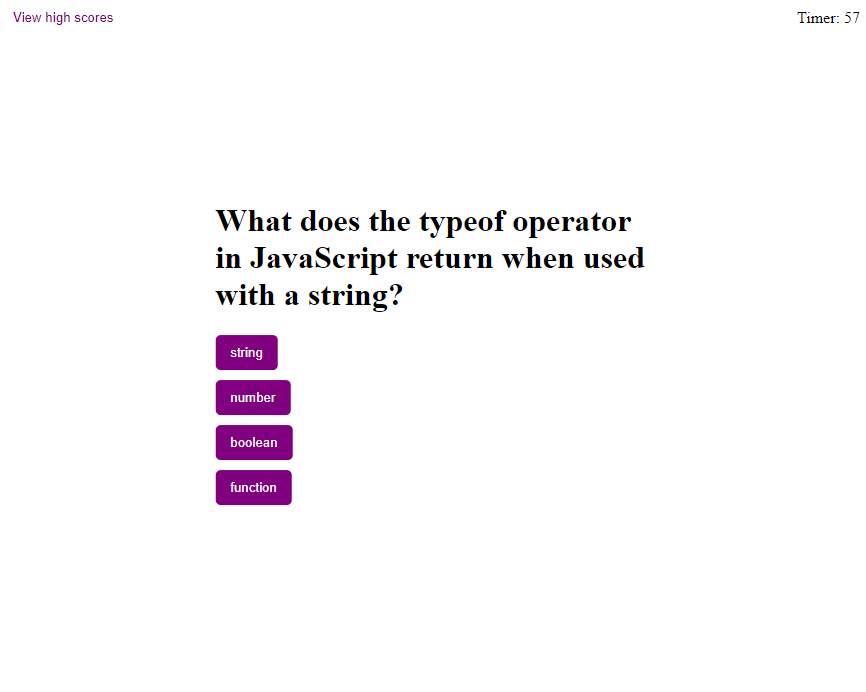 View high scores
Timer: 57
What does the typeof operator
in JavaScript return when used
with a string?
string
number
boolean
function